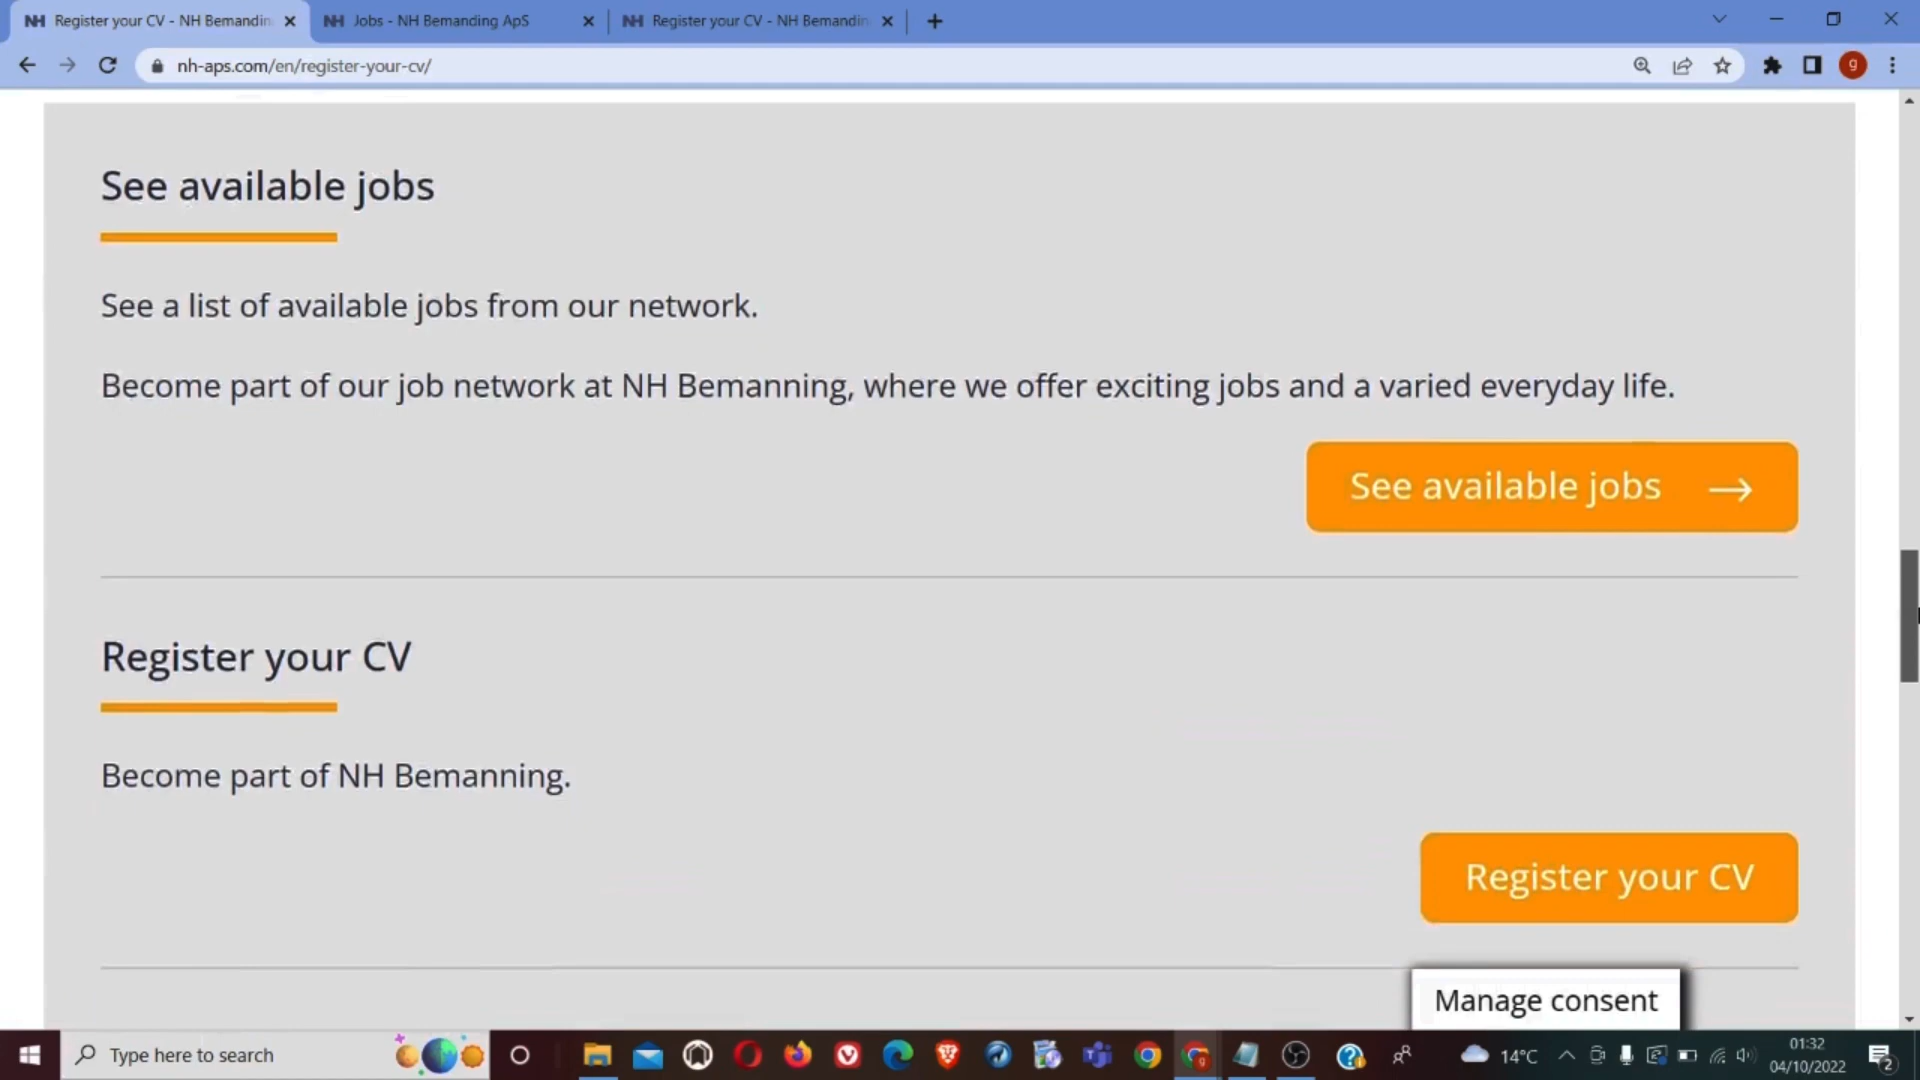 NH Register your CV - NH Bemandin
NH Jobs - NH Bemanding ApS
NH Register your CV - NH Bemandin
nh-aps.com/en/register-your-cv/
g
See available jobs
See a list of available jobs from our network.
Become part of our job network at NH Bemanning, where we offer exciting jobs and a varied everyday life.
See available jobs →
Register your CV
Become part of NH Bemanning.
Register your CV
Manage consent
Type here to search
14°C
01:32
04/10/2022
2